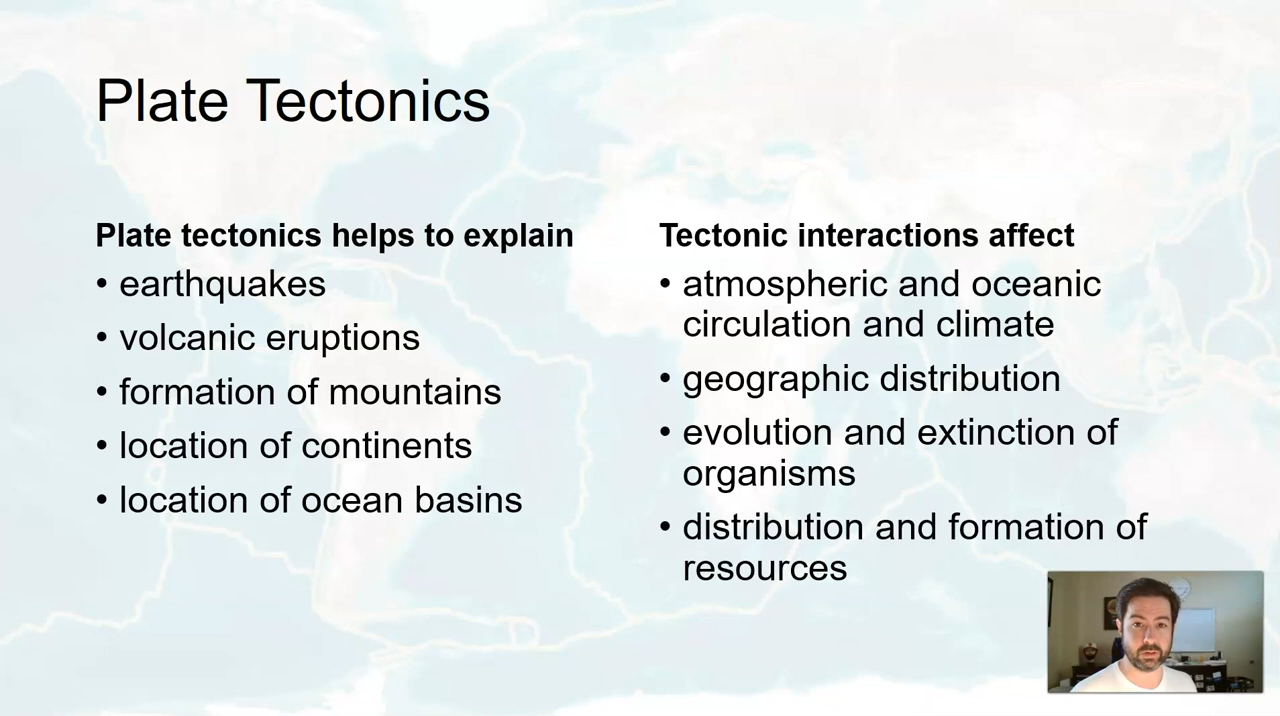 Plate Tectonics
Plate tectonics helps to explain
• earthquakes
• volcanic eruptions
• formation of mountains
• location of continents
• location of ocean basins
Tectonic interactions affect
• atmospheric and oceanic
circulation and climate
• geographic distribution
• evolution and extinction of
organisms
• distribution and formation of
resources